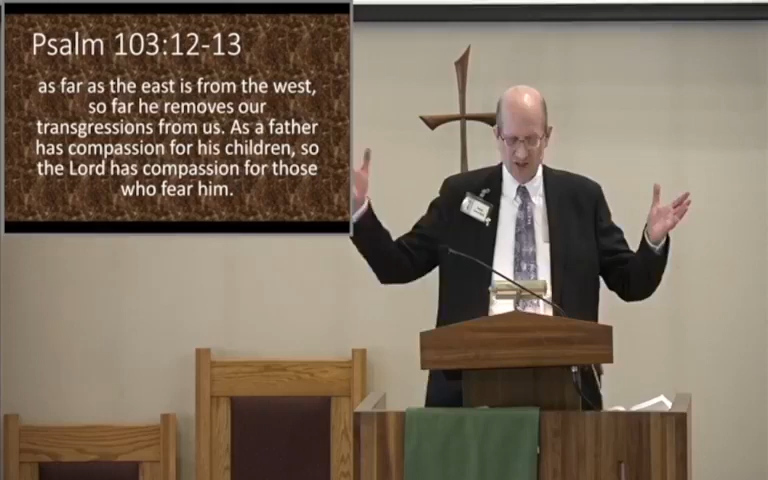 Psalm 103:12-13
as far as the east is from the west,
so far he removes our
transgressions from us. As a father
has compassion for his children, so
the Lord has compassion for those
who fear him.